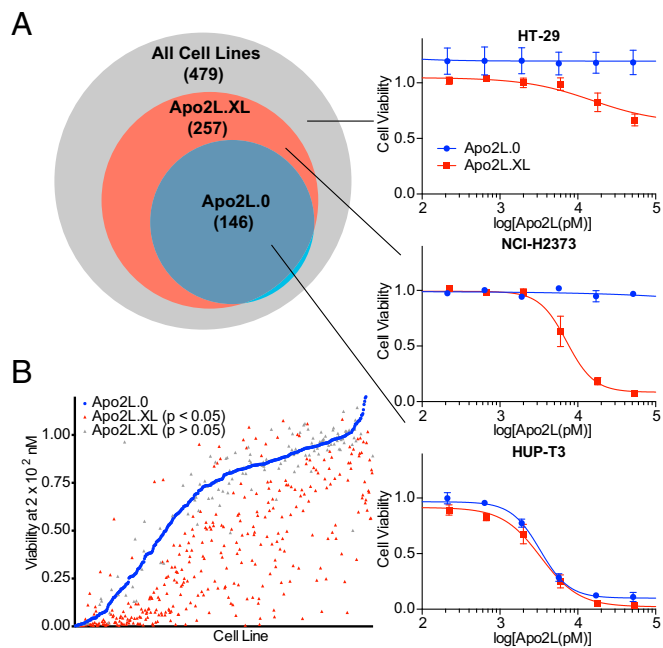 A
All Cell Lines
(479)
Apo2L.XL
(257)
Apo2L.0
(146)
HT-29
Cell Viability
1.0
0.5
0.0
Apo2L.0
Apo2L.XL
2 3 4 5
log[Apo2L(pM)]
NCI-H2373
Cell Viability
1.0
0.5
0.0
2 3 4 5
log[Apo2L(pM)]
HUP-T3
Cell Viability
1.0
0.5
0.0
2 3 4 5
log[Apo2L(pM)]
B
Apo2L.0
Apo2L.XL (p < 0.05)
Apo2L.XL (p > 0.05)
Viability at 2 x 10⁻² nM
1.00
0.75
0.50
0.25
0.00
Cell Line